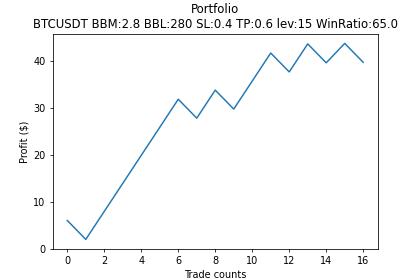 Portfolio
BTCUSDT BBM:2.8 BBL:280 SL:0.4 TP:0.6 lev:15 WinRatio:65.0
40
30
20
10
0
Profit ($)
0 2 4 6 8 10 12 14 16
Trade counts